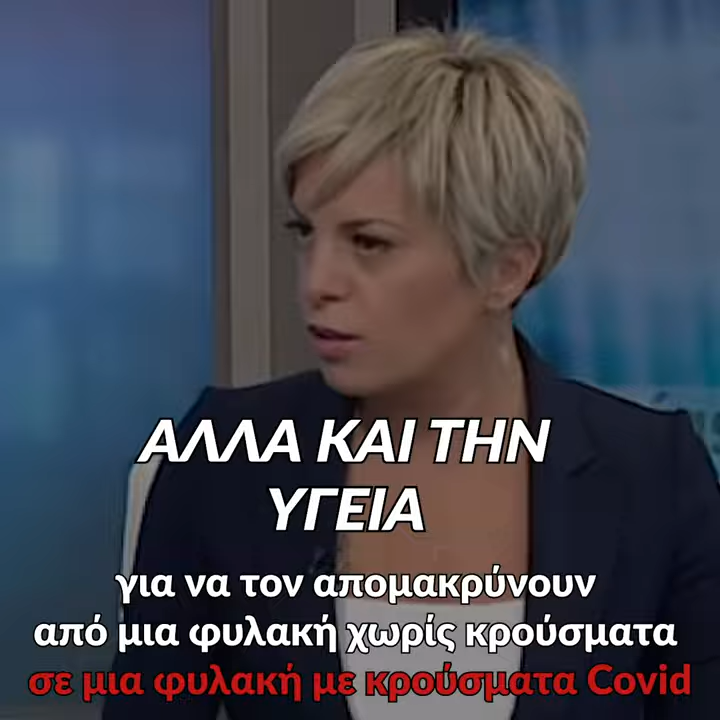 ΑΛΛΑ ΚΑΙ ΤΗΝ
ΥΓΕΙΑ
για να τον απομακρύνουν
από μια φυλακή χωρίς κρούσματα
σε μια φυλακή με κρούσματα Covid